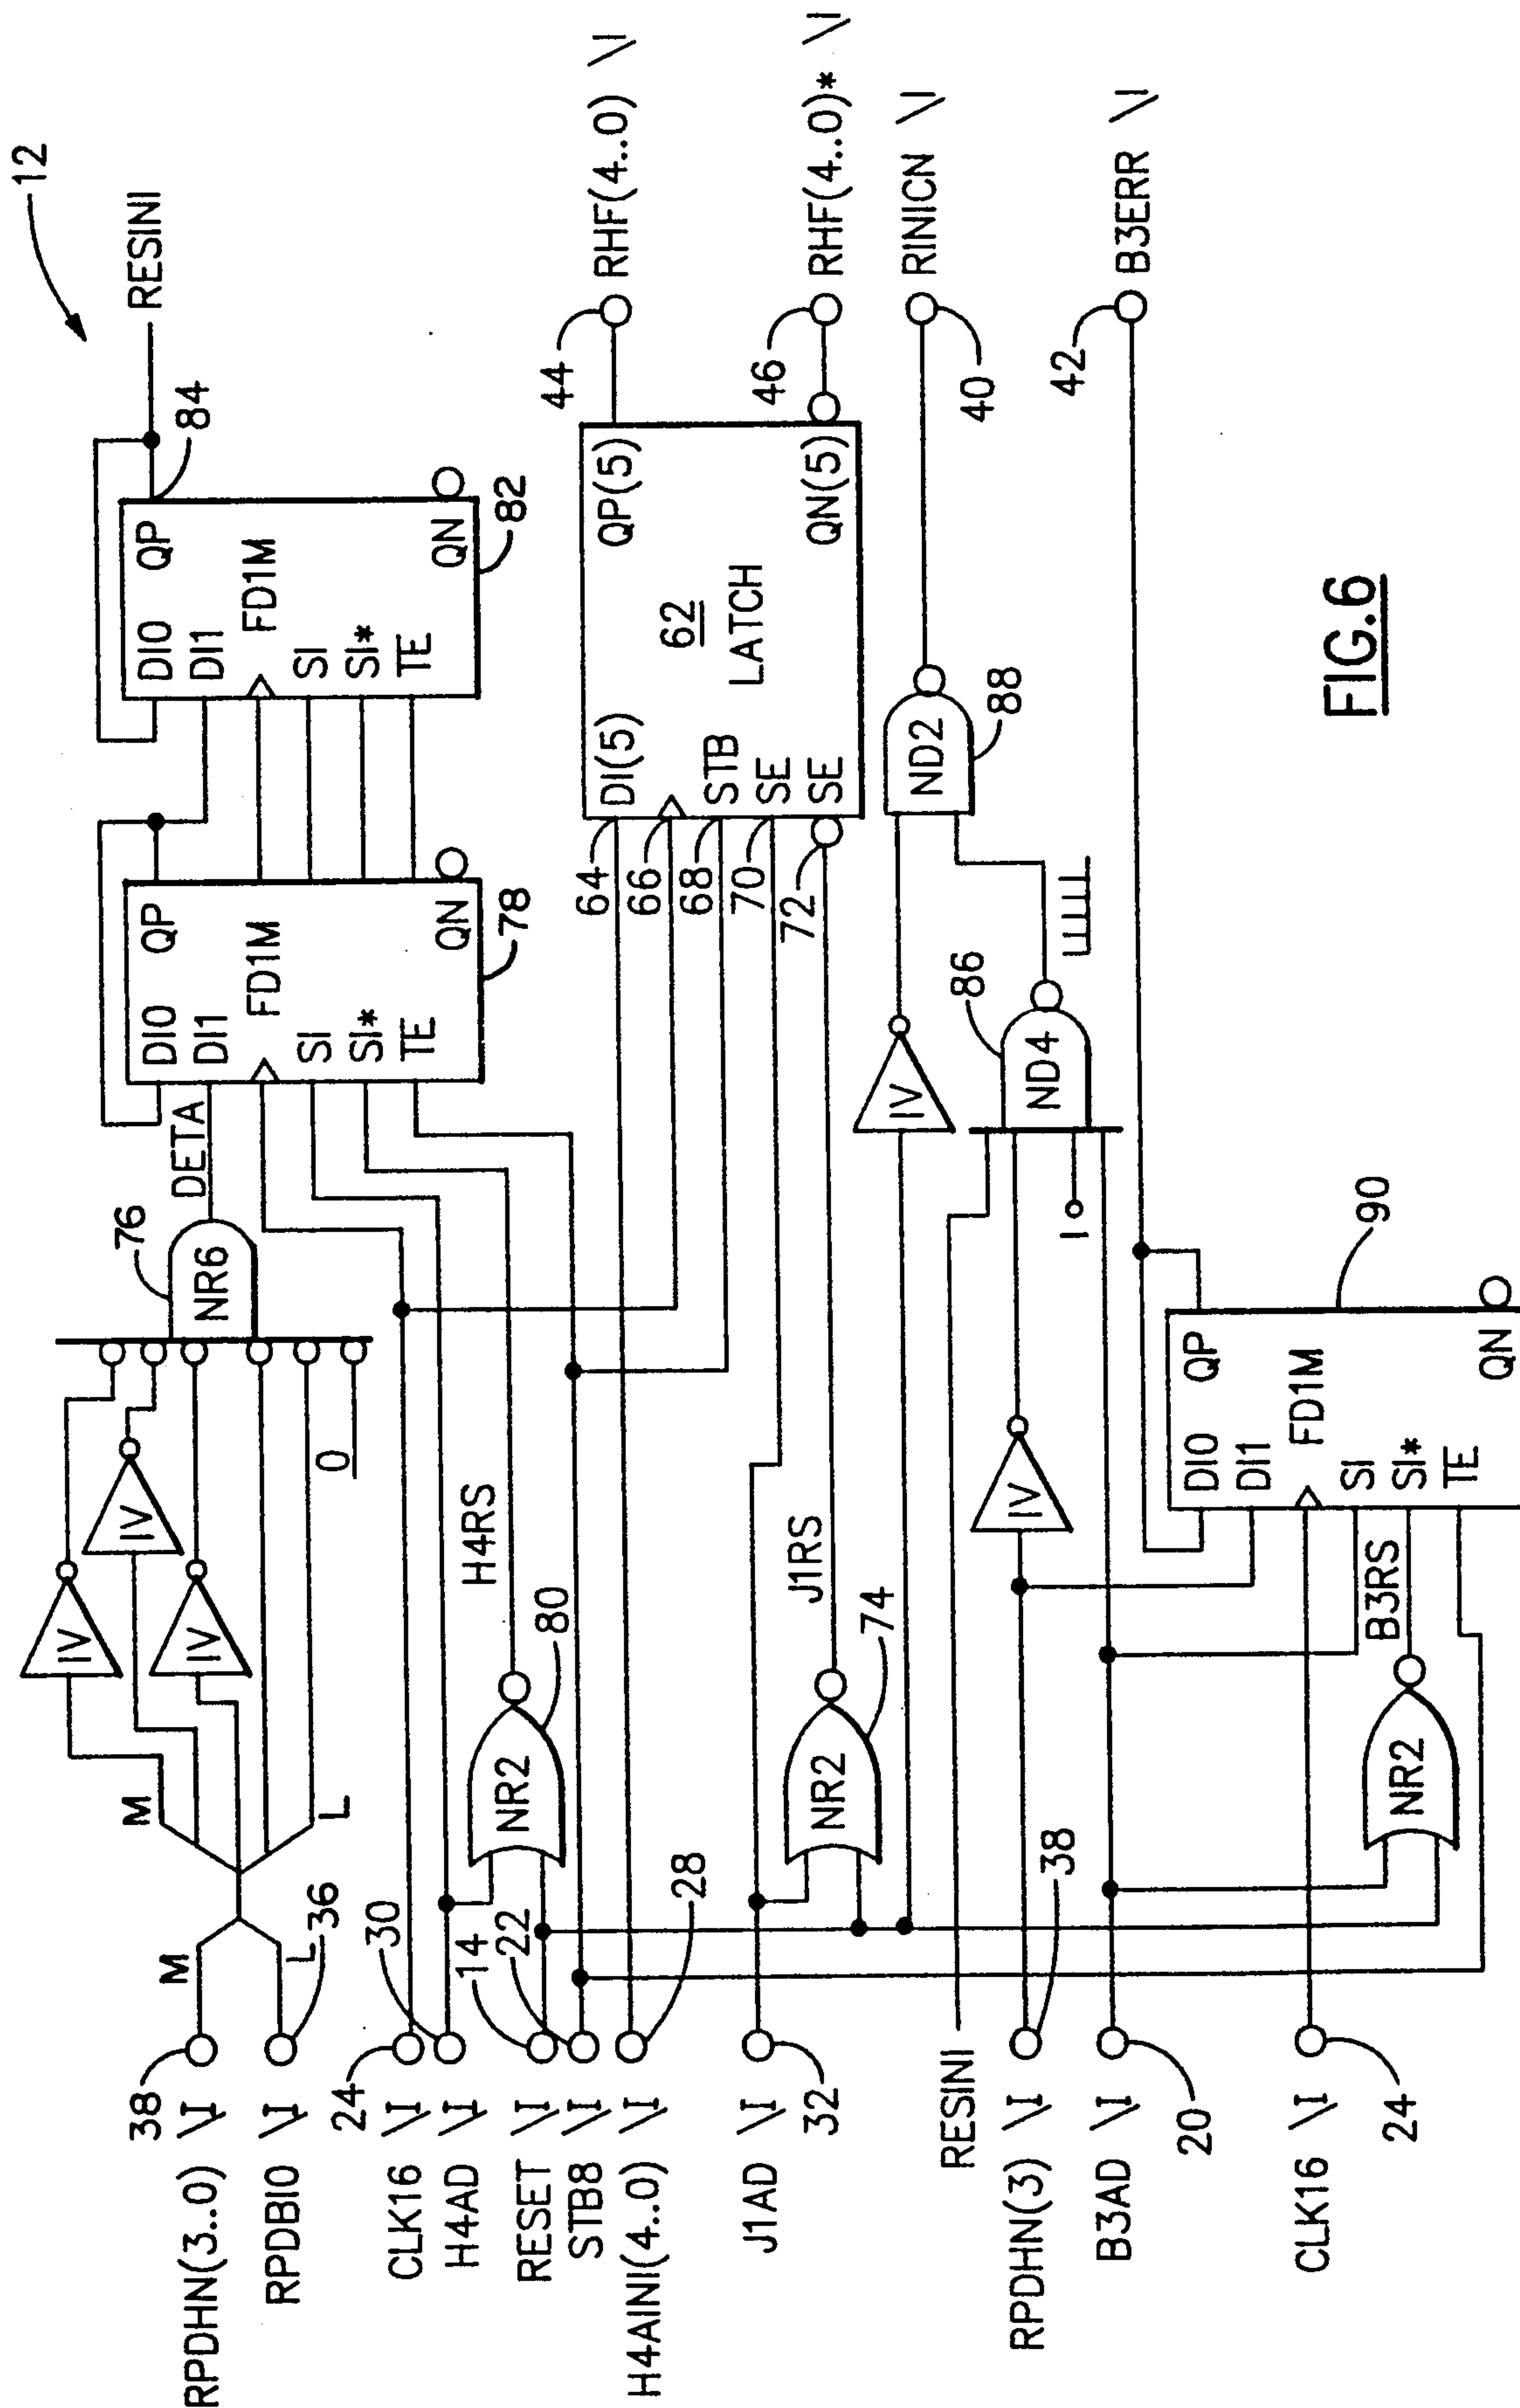 12
RESINI
84
DI0 QP
DI1
FD1M
SI
SI*
TE QN
82
DI0 QP
DI1
FD1M
SI
SI*
TE QN
78
DETA
76
NR6
0
IV
IV
IV
M
L
M
L
38
RPDHN(3..0) \I
RPDBI0 \I
36
24
CLK16 \I
30
H4AD \I
14
RESET \I
22
STB8 \I
H4AINI(4..0) \I
28
NR2
80
H4RS
DI(5) QP(5)
62
LATCH
STB
SE
SE QN(5)
64
66
68
70
72
44
RHF(4..0) \I
46
RHF(4..0)* \I
J1AD \I
32
NR2
74
J1RS
IV
ND2
88
RINICN \I
40
RESINI
RPDHN(3) \I
38
IV
1
ND4
86
B3AD \I
20
NR2
B3RS
CLK16 \I
24
DI0 QP
DI1
FD1M
SI
SI*
TE QN
90
42
B3ERR \I
FIG.6